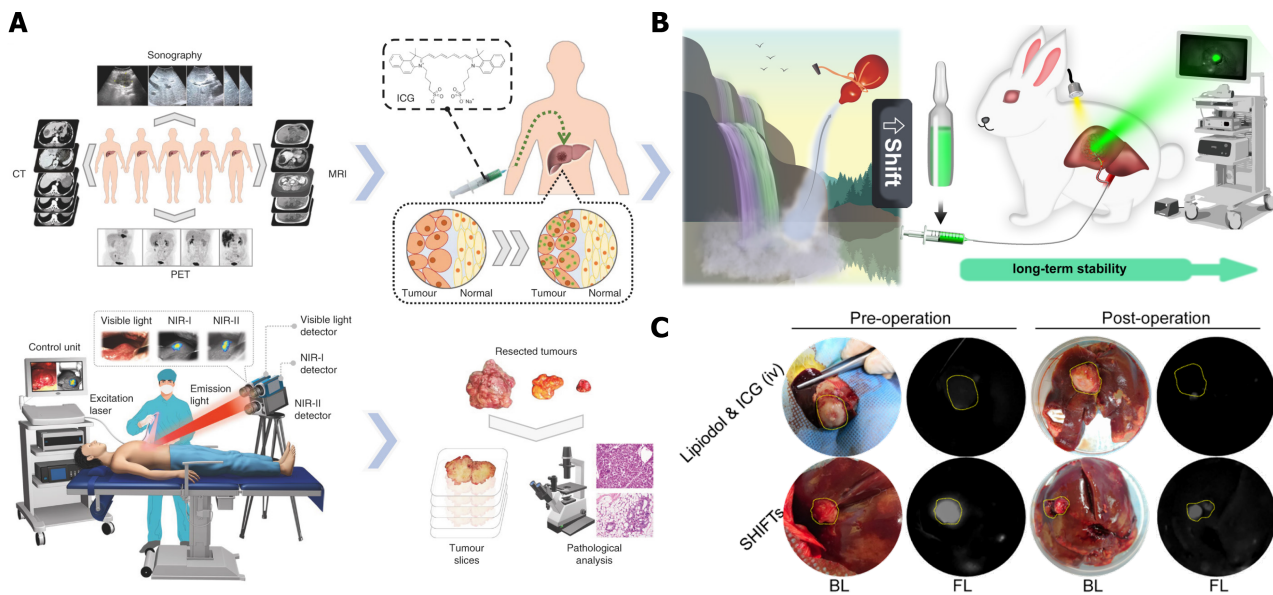 A
Sonography
CT
MRI
PET
ICG
N
N⁺
O
S
O
O⁻
O
S
O
O Na⁺
Tumour
Normal
Tumour
Normal
Visible light
NIR-I
NIR-II
Visible light
detector
NIR-I
detector
NIR-II
detector
Control unit
Excitation
laser
Emission
light
Resected tumours
Tumour
slices
Pathological
analysis
B
⇧ Shift
long-term stability
C
Pre-operation
Post-operation
Lipiodol & ICG (iv)
SHIFTs
BL
FL
BL
FL